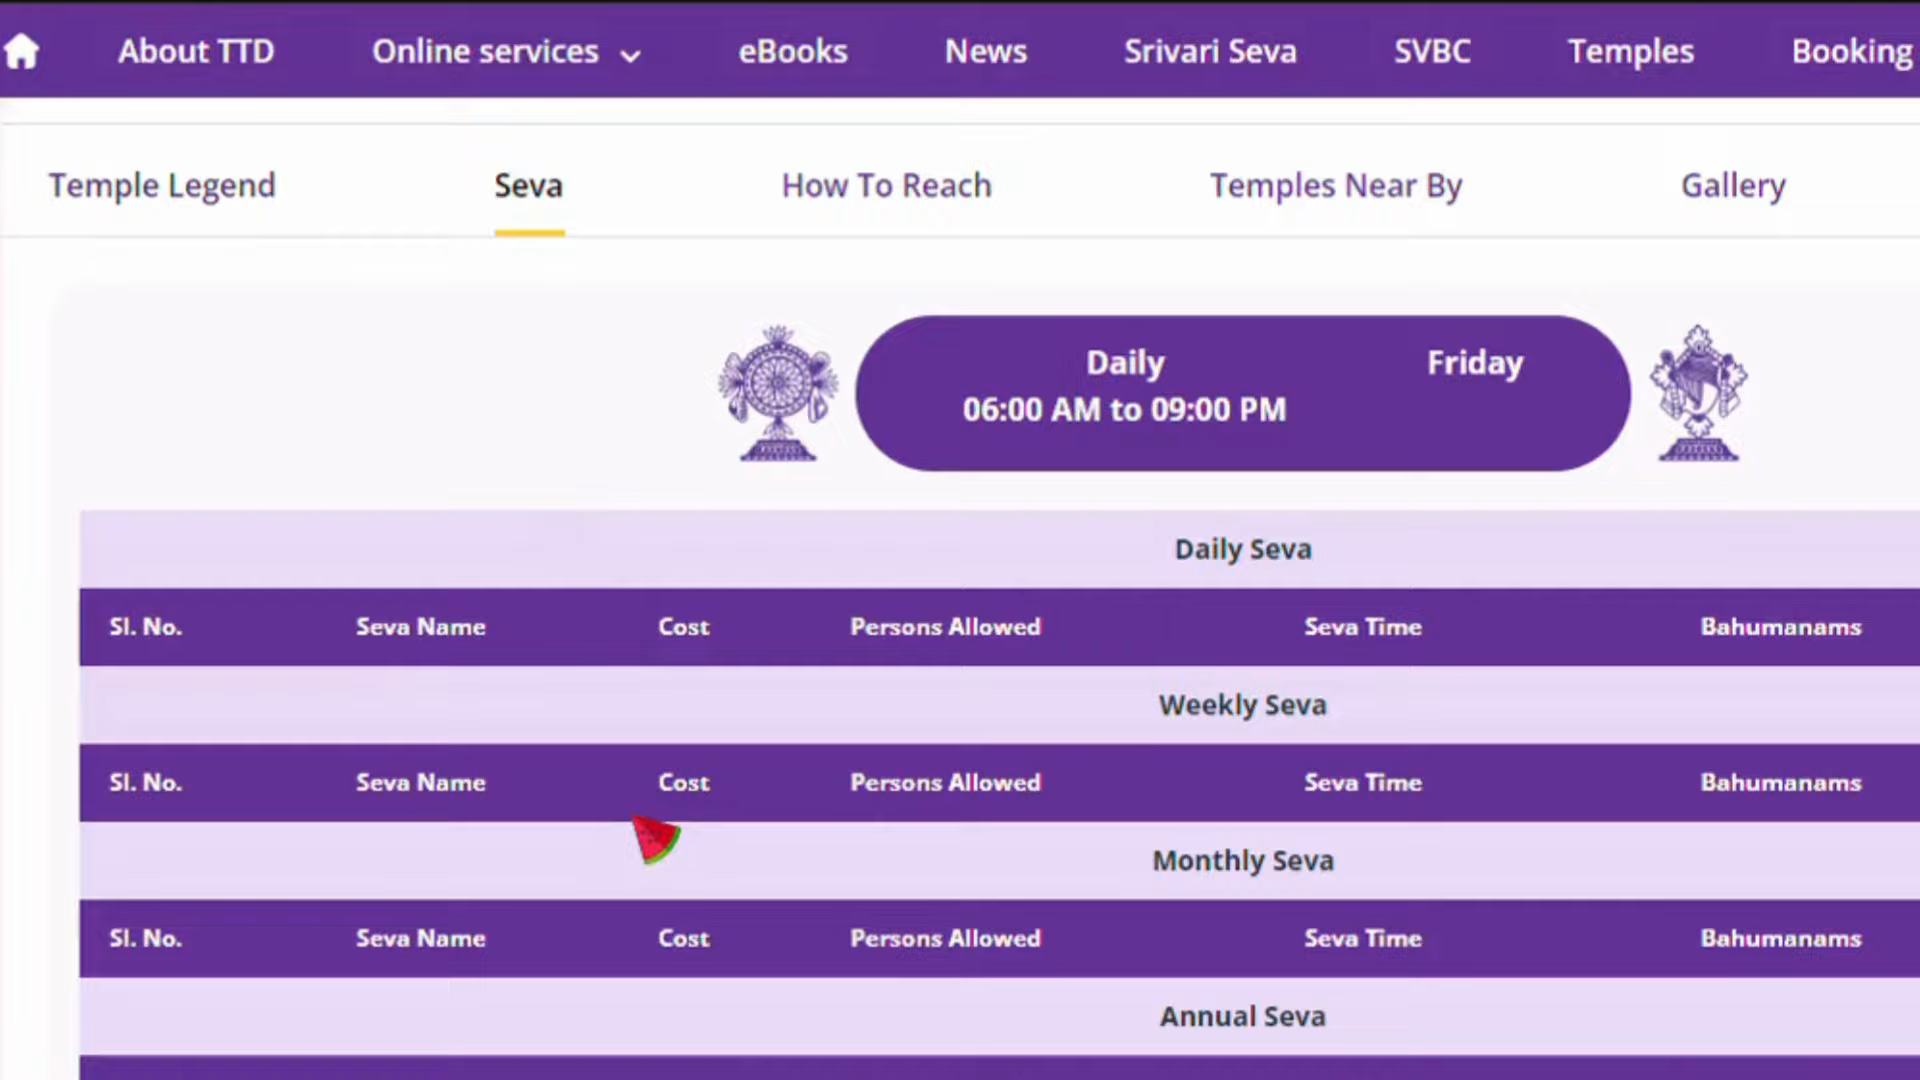 About TTD Online services eBooks News Srivari Seva SVBC Temples Booking
Temple Legend Seva How To Reach Temples Near By Gallery
Daily Friday
06:00 AM to 09:00 PM
Daily Seva
Sl. No. Seva Name Cost Persons Allowed Seva Time Bahumanams
Weekly Seva
Sl. No. Seva Name Cost Persons Allowed Seva Time Bahumanams
Monthly Seva
Sl. No. Seva Name Cost Persons Allowed Seva Time Bahumanams
Annual Seva